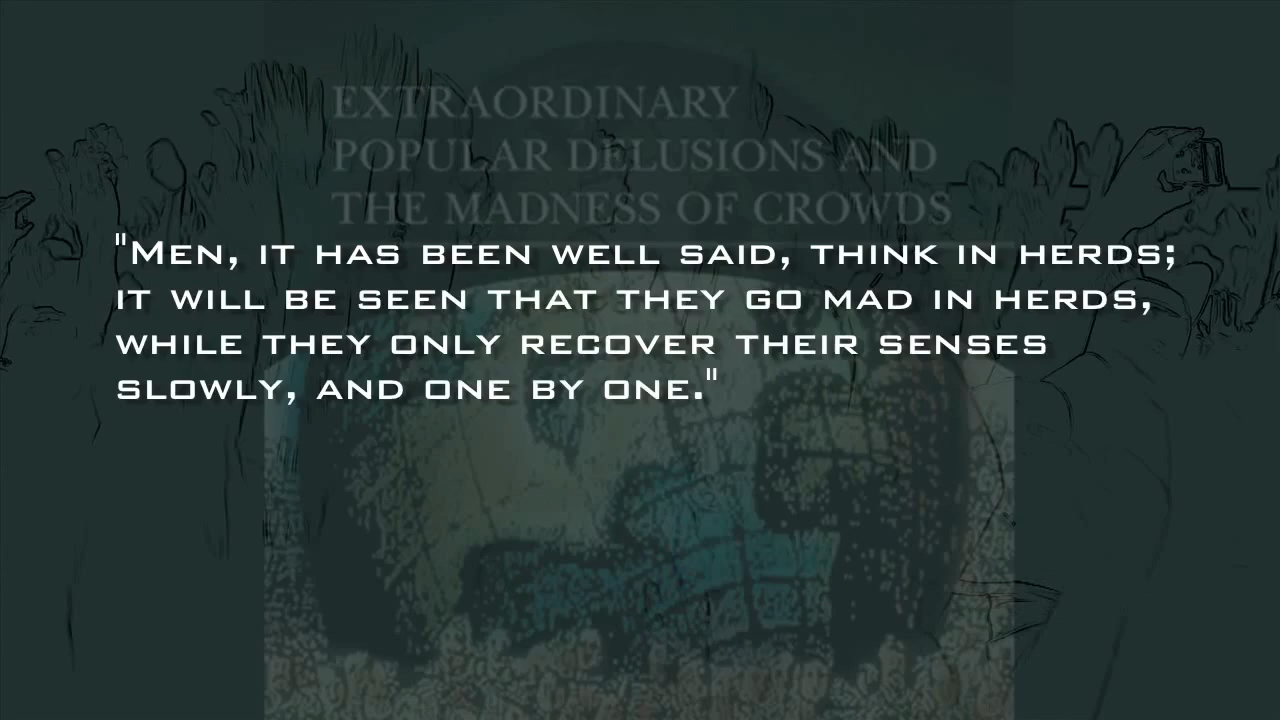 EXTRAORDINARY
POPULAR DELUSIONS AND
THE MADNESS OF CROWDS
"Men, it has been well said, think in herds;
it will be seen that they go mad in herds,
while they only recover their senses
slowly, and one by one."